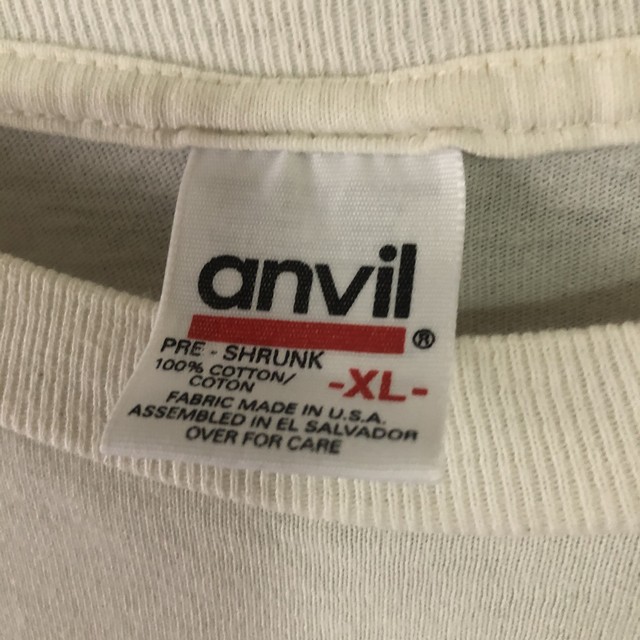 anvil
®
PRE - SHRUNK
100% COTTON/
COTON
-XL-
FABRIC MADE IN U.S.A.
ASSEMBLED IN EL SALVADOR
OVER FOR CARE